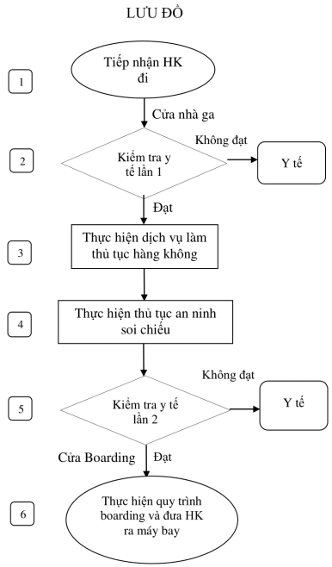 LƯU ĐỒ
1
Tiếp nhận HK
đi
Cửa nhà ga
Không đạt
2
Kiểm tra y
tế lần 1
Y tế
Đạt
3
Thực hiện dịch vụ làm
thủ tục hàng không
4
Thực hiện thủ tục an ninh
soi chiếu
Không đạt
5
Kiểm tra y tế
lần 2
Y tế
Cửa Boarding
Đạt
6
Thực hiện quy trình
boarding và đưa HK
ra máy bay